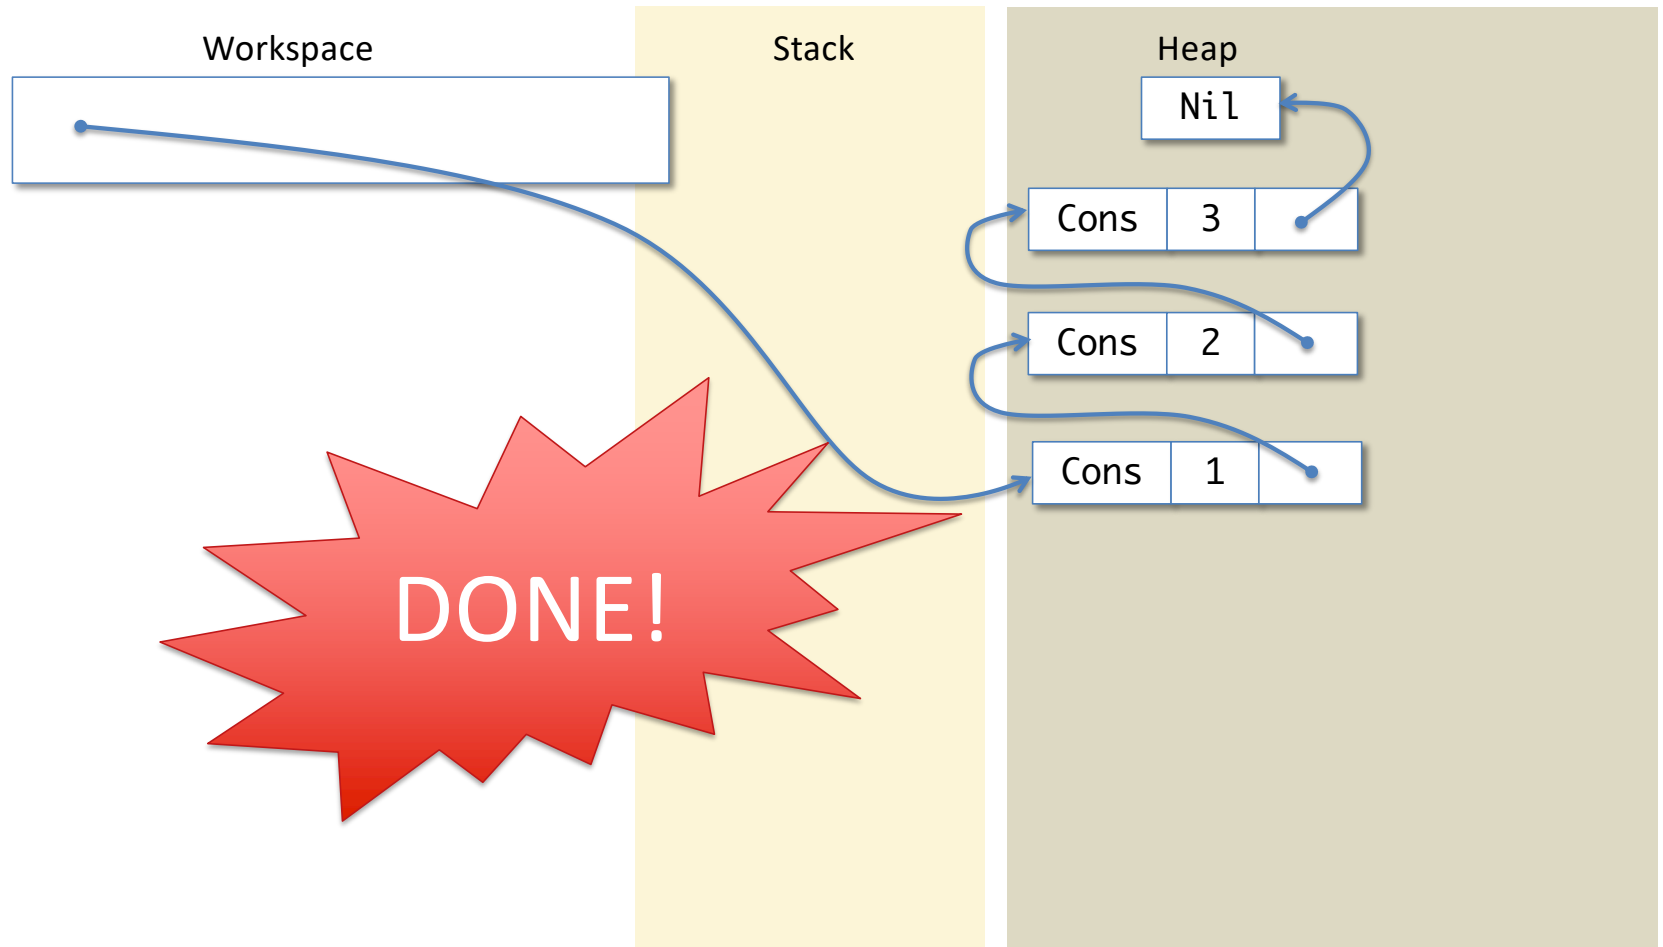 Workspace
Stack
Heap
Nil
Cons 3
Cons 2
Cons 1
DONE!